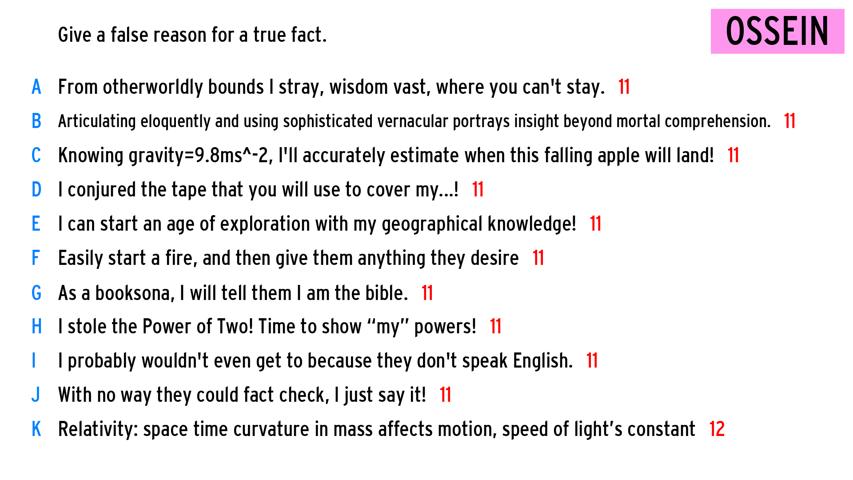 Give a false reason for a true fact.
OSSEIN
A From otherworldly bounds I stray, wisdom vast, where you can't stay. 11
B Articulating eloquently and using sophisticated vernacular portrays insight beyond mortal comprehension. 11
C Knowing gravity=9.8ms^-2, I'll accurately estimate when this falling apple will land! 11
D I conjured the tape that you will use to cover my...! 11
E I can start an age of exploration with my geographical knowledge! 11
F Easily start a fire, and then give them anything they desire 11
G As a booksona, I will tell them I am the bible. 11
H I stole the Power of Two! Time to show “my” powers! 11
I I probably wouldn't even get to because they don't speak English. 11
J With no way they could fact check, I just say it! 11
K Relativity: space time curvature in mass affects motion, speed of light’s constant 12